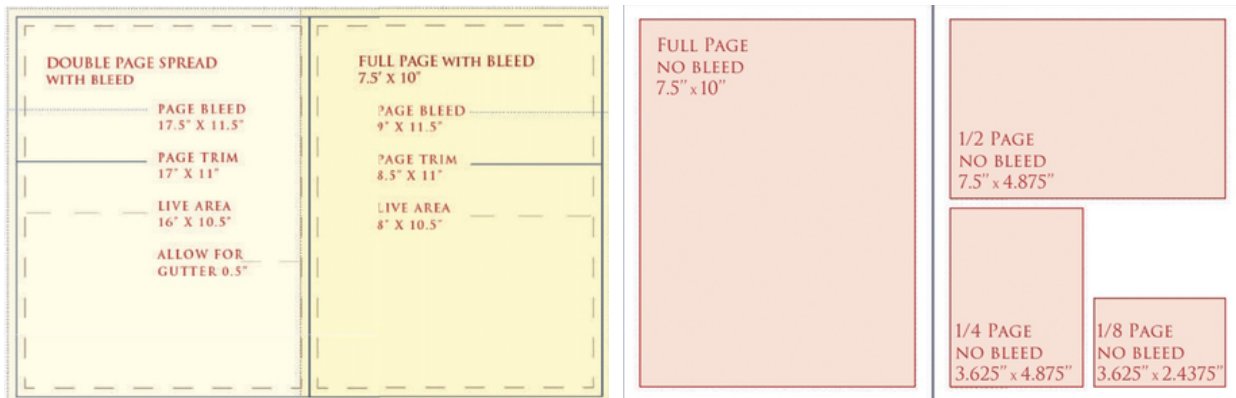 DOUBLE PAGE SPREAD
WITH BLEED
PAGE BLEED
17.5" X 11.5"
PAGE TRIM
17" X 11"
LIVE AREA
16" X 10.5"
ALLOW FOR
GUTTER 0.5"
FULL PAGE WITH BLEED
7.5' X 10"
PAGE BLEED
9" X 11.5"
PAGE TRIM
8.5" X 11"
LIVE AREA
8" X 10.5"
FULL PAGE
NO BLEED
7.5" x 10"
1/2 PAGE
NO BLEED
7.5" x 4.875"
1/4 PAGE
NO BLEED
3.625" x 4.875"
1/8 PAGE
NO BLEED
3.625" x 2.4375"